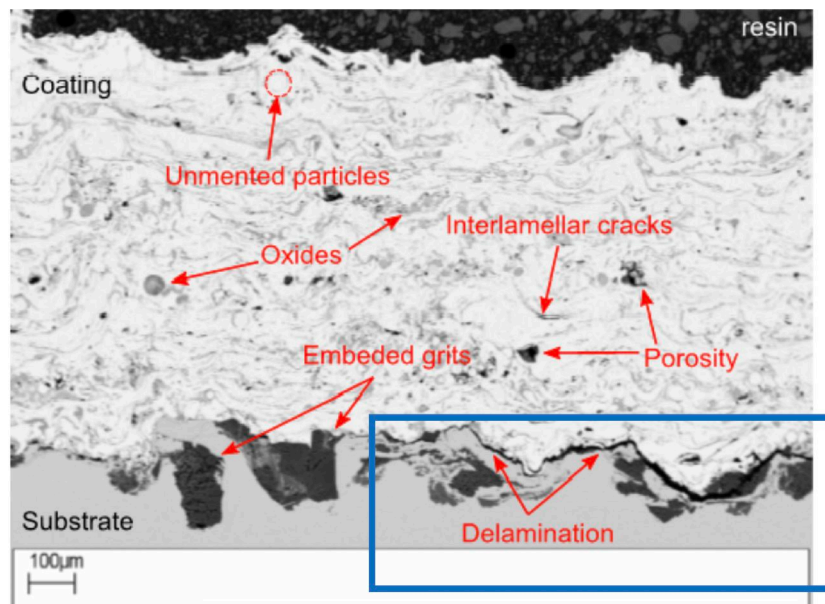 resin
Coating
Unmented particles
Interlamellar cracks
Oxides
Embeded grits
Porosity
Substrate
Delamination
100μm